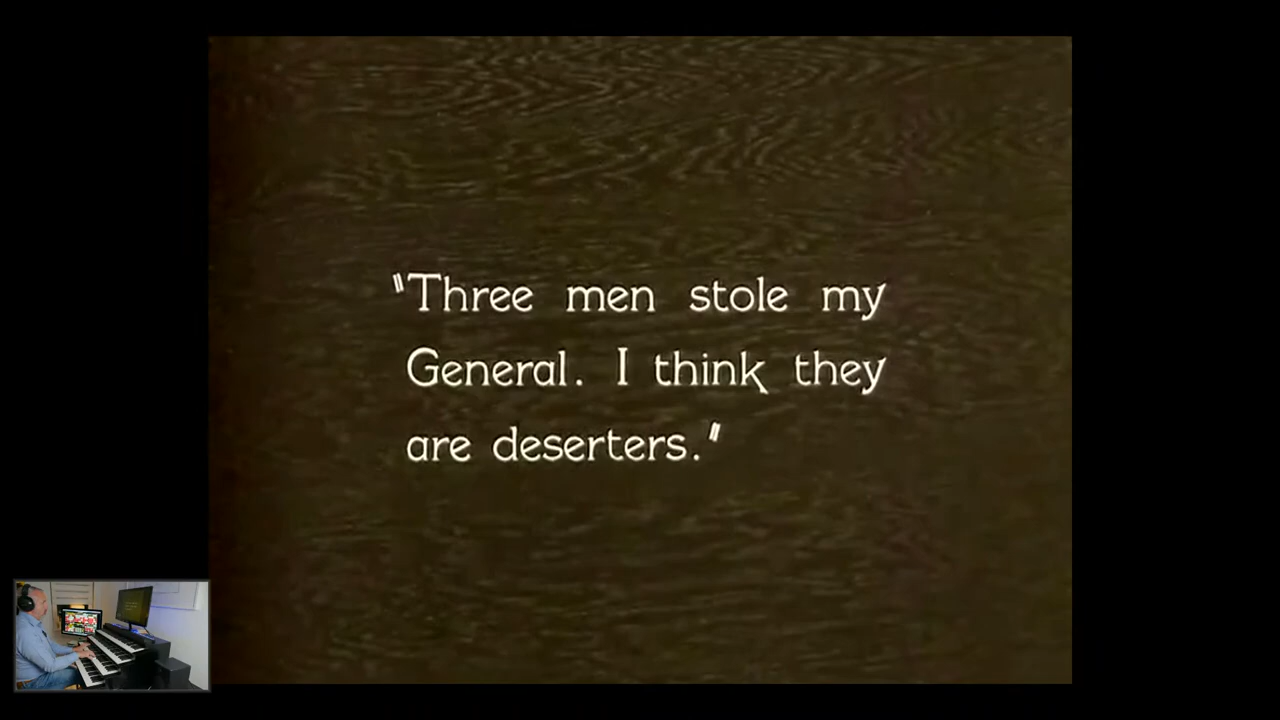 "Three men stole my
General. I think they
are deserters."